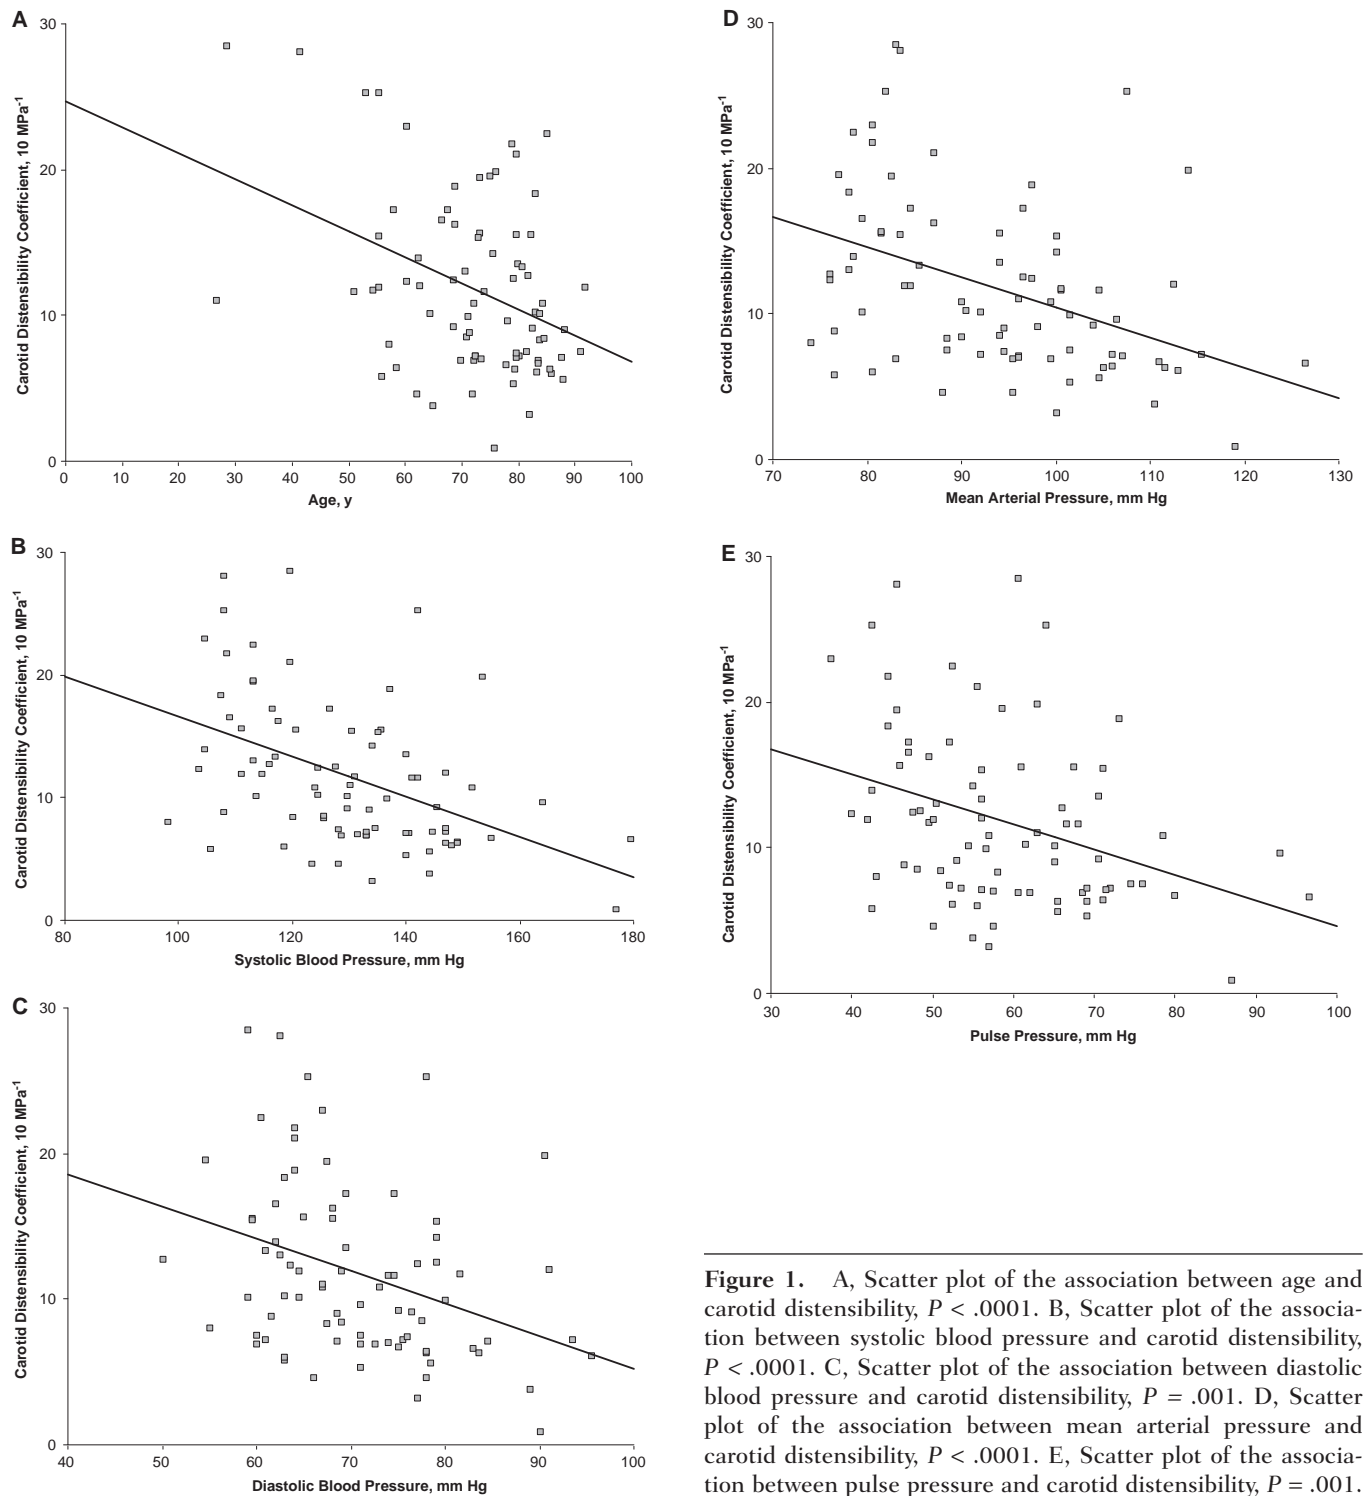 A
30
20
10
0
Carotid Distensibility Coefficient, 10 MPa-1
0 10 20 30 40 50 60 70 80 90 100
Age, y
B
30
20
10
0
Carotid Distensibility Coefficient, 10 MPa-1
80 100 120 140 160 180
Systolic Blood Pressure, mm Hg
C
30
20
10
0
Carotid Distensibility Coefficient, 10 MPa-1
40 50 60 70 80 90 100
Diastolic Blood Pressure, mm Hg
D
30
20
10
0
Carotid Distensibility Coefficient, 10 MPa-1
70 80 90 100 110 120 130
Mean Arterial Pressure, mm Hg
E
30
20
10
0
Carotid Distensibility Coefficient, 10 MPa-1
30 40 50 60 70 80 90 100
Pulse Pressure, mm Hg
Figure 1. A, Scatter plot of the association between age and
carotid distensibility, P < .0001. B, Scatter plot of the associa-
tion between systolic blood pressure and carotid distensibility,
P < .0001. C, Scatter plot of the association between diastolic
blood pressure and carotid distensibility, P = .001. D, Scatter
plot of the association between mean arterial pressure and
carotid distensibility, P < .0001. E, Scatter plot of the associa-
tion between pulse pressure and carotid distensibility, P = .001.